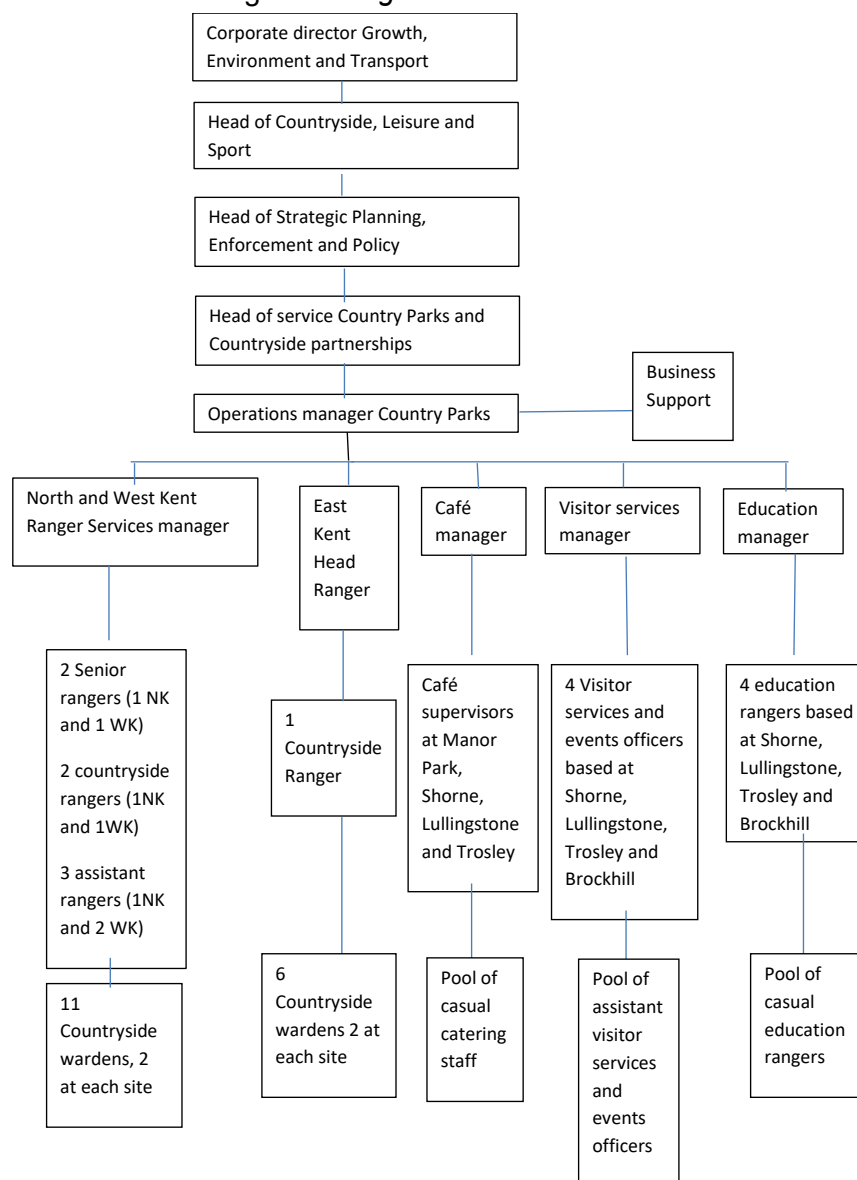 Corporate director Growth,
Environment and Transport
Head of Countryside, Leisure and
Sport
Head of Strategic Planning,
Enforcement and Policy
Head of service Country Parks and
Countryside partnerships
Operations manager Country Parks
Business
Support
North and West Kent
Ranger Services manager
East
Kent
Head
Ranger
Café
manager
Visitor services
manager
Education
manager
2 Senior
rangers (1 NK
and 1 WK)
2 countryside
rangers (1NK
and 1WK)
3 assistant
rangers (1NK
and 2 WK)
1
Countryside
Ranger
Café
supervisors
at Manor
Park,
Shorne,
Lullingstone
and Trosley
4 Visitor
services and
events officers
based at
Shorne,
Lullingstone,
Trosley and
Brockhill
4 education
rangers based
at Shorne,
Lullingstone,
Trosley and
Brockhill
11
Countryside
wardens, 2
at each site
6
Countryside
wardens 2 at
each site
Pool of
casual
catering
staff
Pool of
assistant
visitor
services
and
events
officers
Pool of
casual
education
rangers